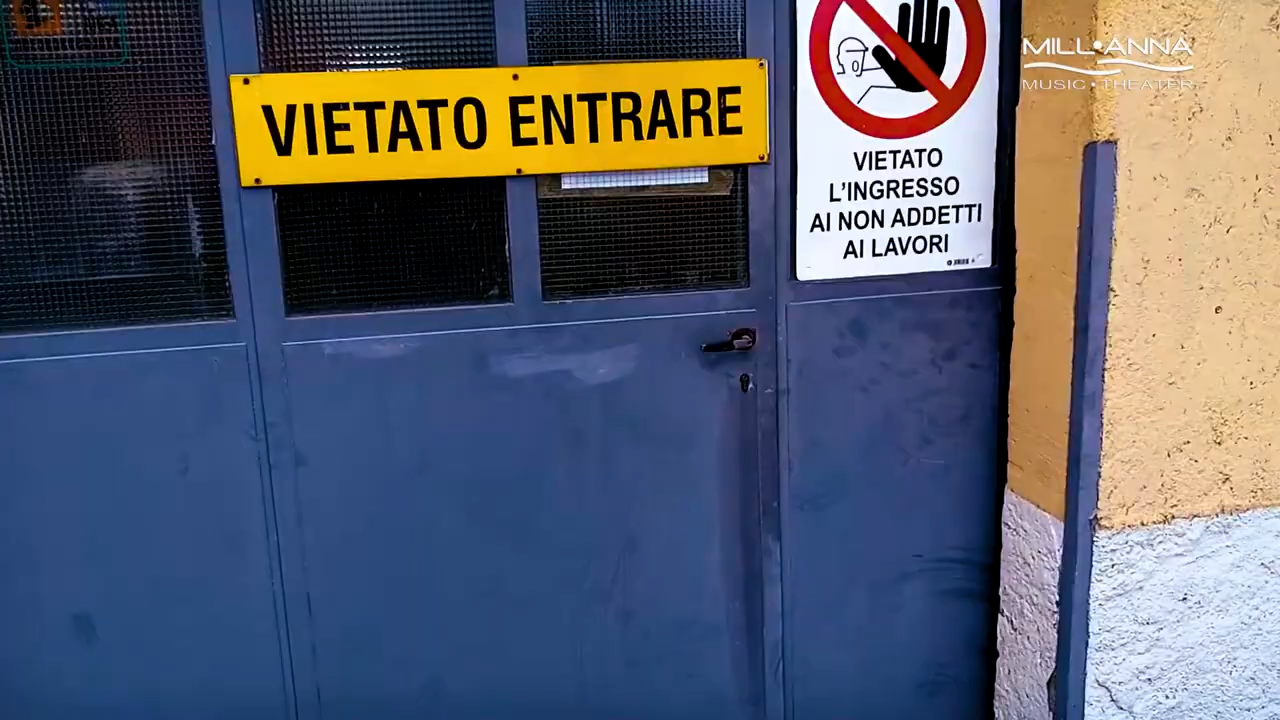 VIETATO ENTRARE
VIETATO
L'INGRESSO
AI NON ADDETTI
AI LAVORI
MILL•ANNA
MUSIC • THEATER